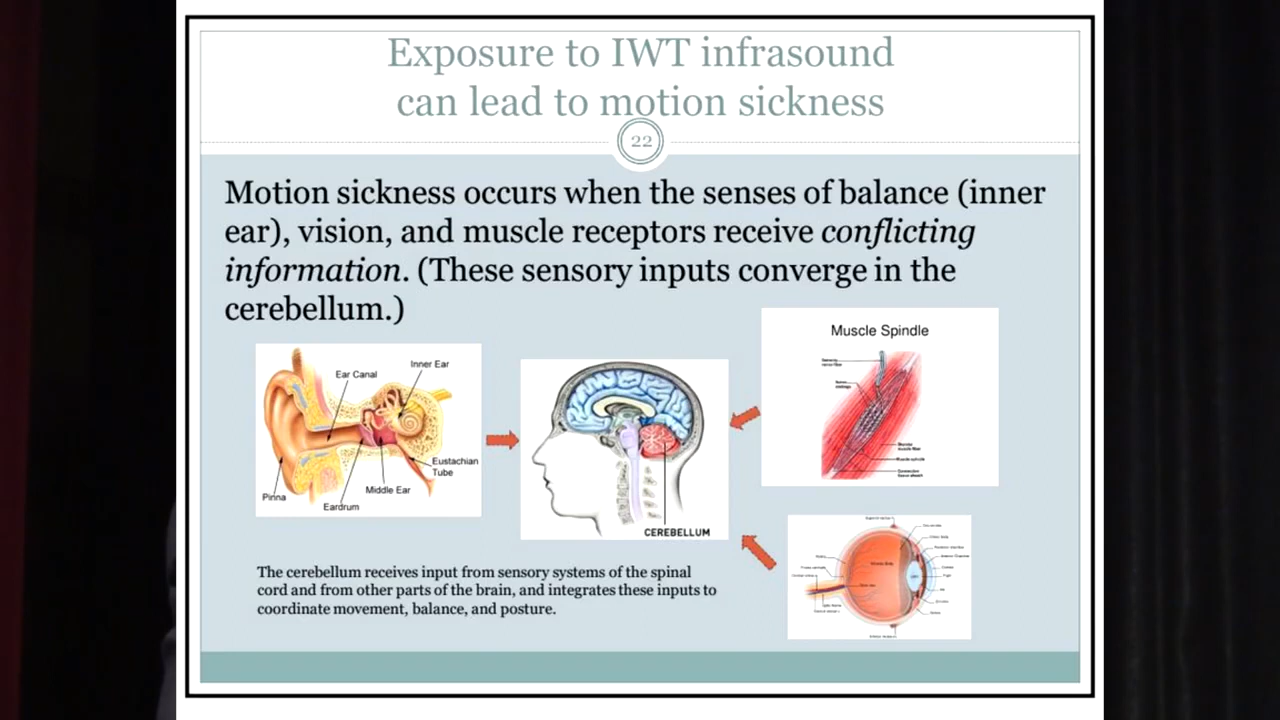 Exposure to IWT infrasound
can lead to motion sickness
22
Motion sickness occurs when the senses of balance (inner
ear), vision, and muscle receptors receive conflicting
information. (These sensory inputs converge in the
cerebellum.)
Muscle Spindle
Inner Ear
Ear Canal
Eustachian
Tube
Middle Ear
Pinna
Eardrum
CEREBELLUM
The cerebellum receives input from sensory systems of the spinal
cord and from other parts of the brain, and integrates these inputs to
coordinate movement, balance, and posture.